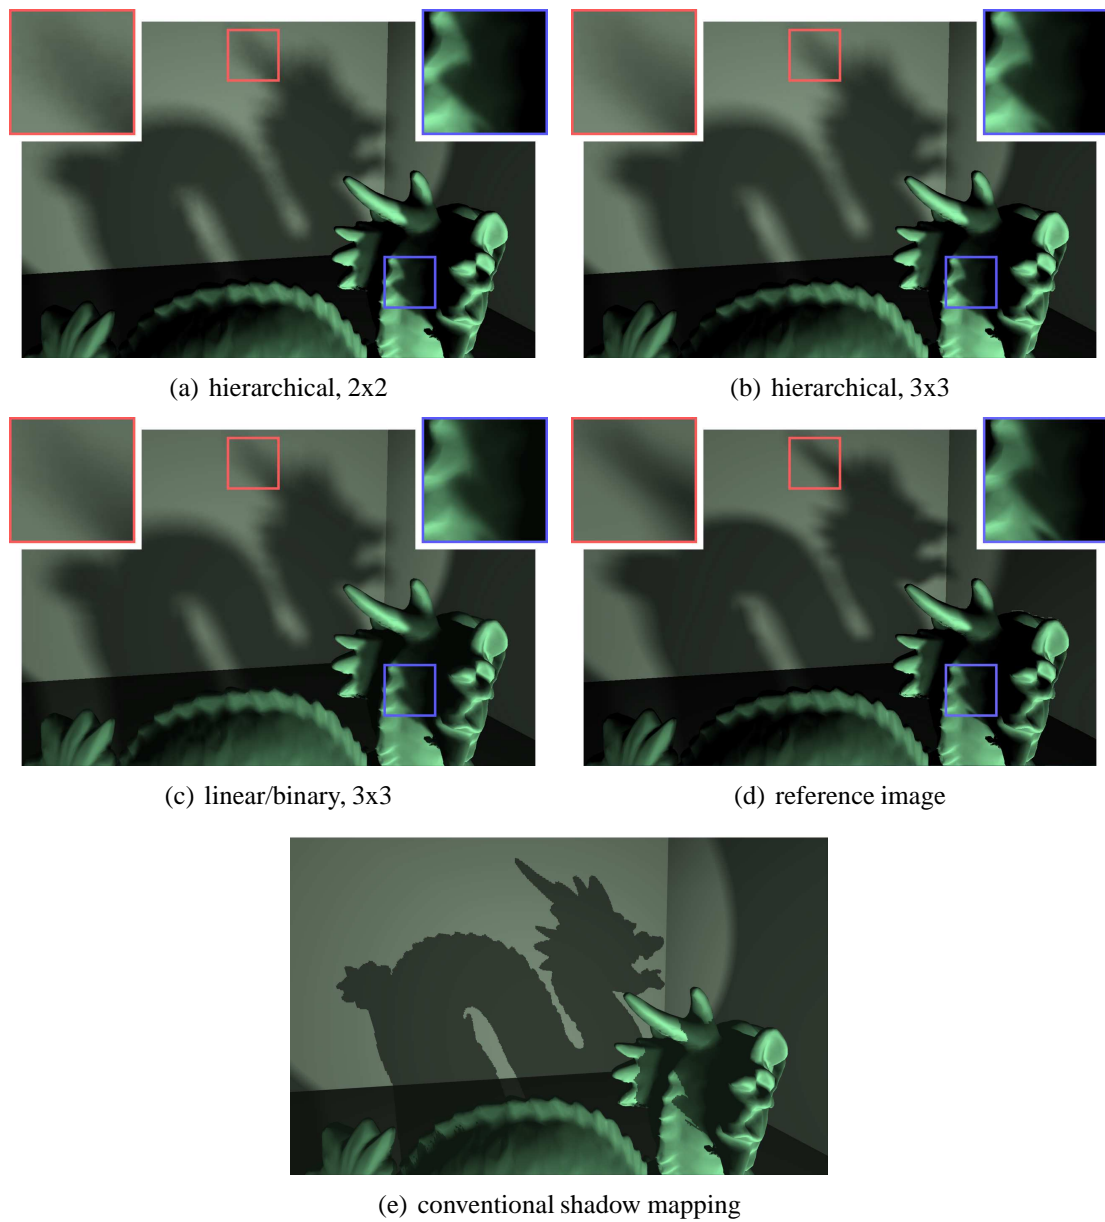 (a) hierarchical, 2x2
(b) hierarchical, 3x3
(c) linear/binary, 3x3
(d) reference image
(e) conventional shadow mapping